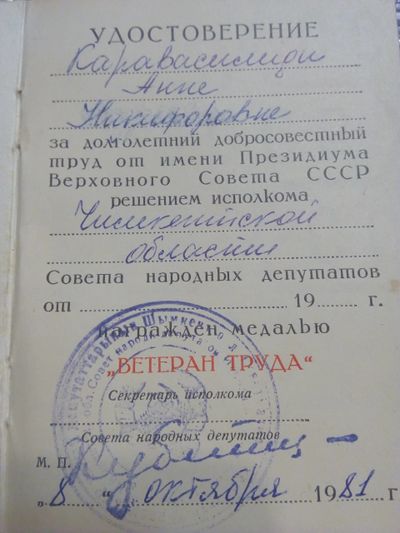 УДОСТОВЕРЕНИЕ
Каравасилиди
Анне
Никифоровне
за долголетний добросовестный
труд от имени Президиума
Верховного Совета СССР
решением исполкома
Чимкентской
области
Совета народных депутатов
от 19 г.
награжден медалью
„ВЕТЕРАН ТРУДА“
Секретарь исполкома
Совета народных депутатов
М. П.
„8“ октября 1981 г.